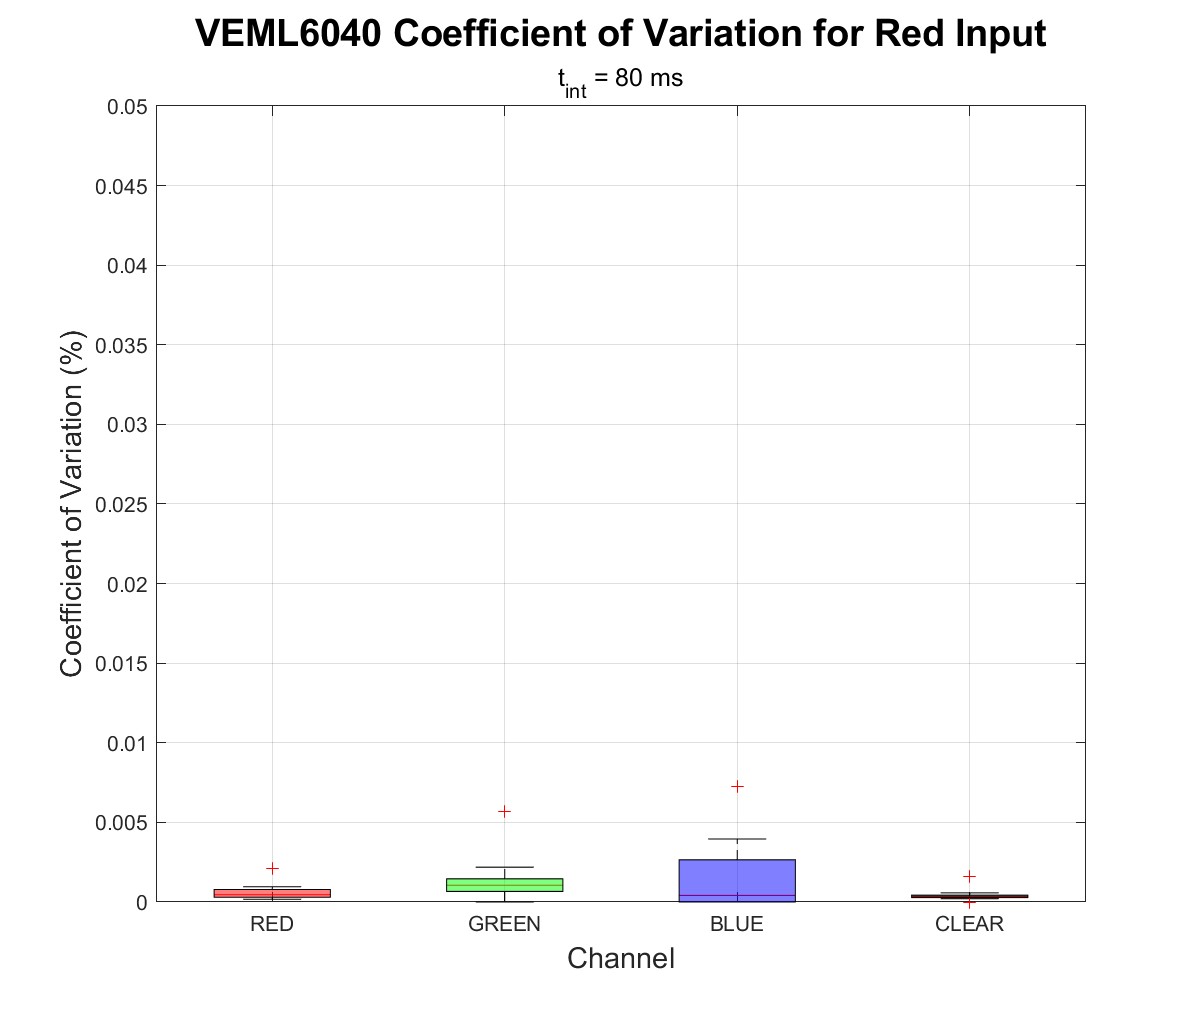 VEML6040 Coefficient of Variation for Red Input
t_int = 80 ms
0.05
0.045
0.04
0.035
0.03
0.025
0.02
0.015
0.01
0.005
0
Coefficient of Variation (%)
RED GREEN BLUE CLEAR
Channel